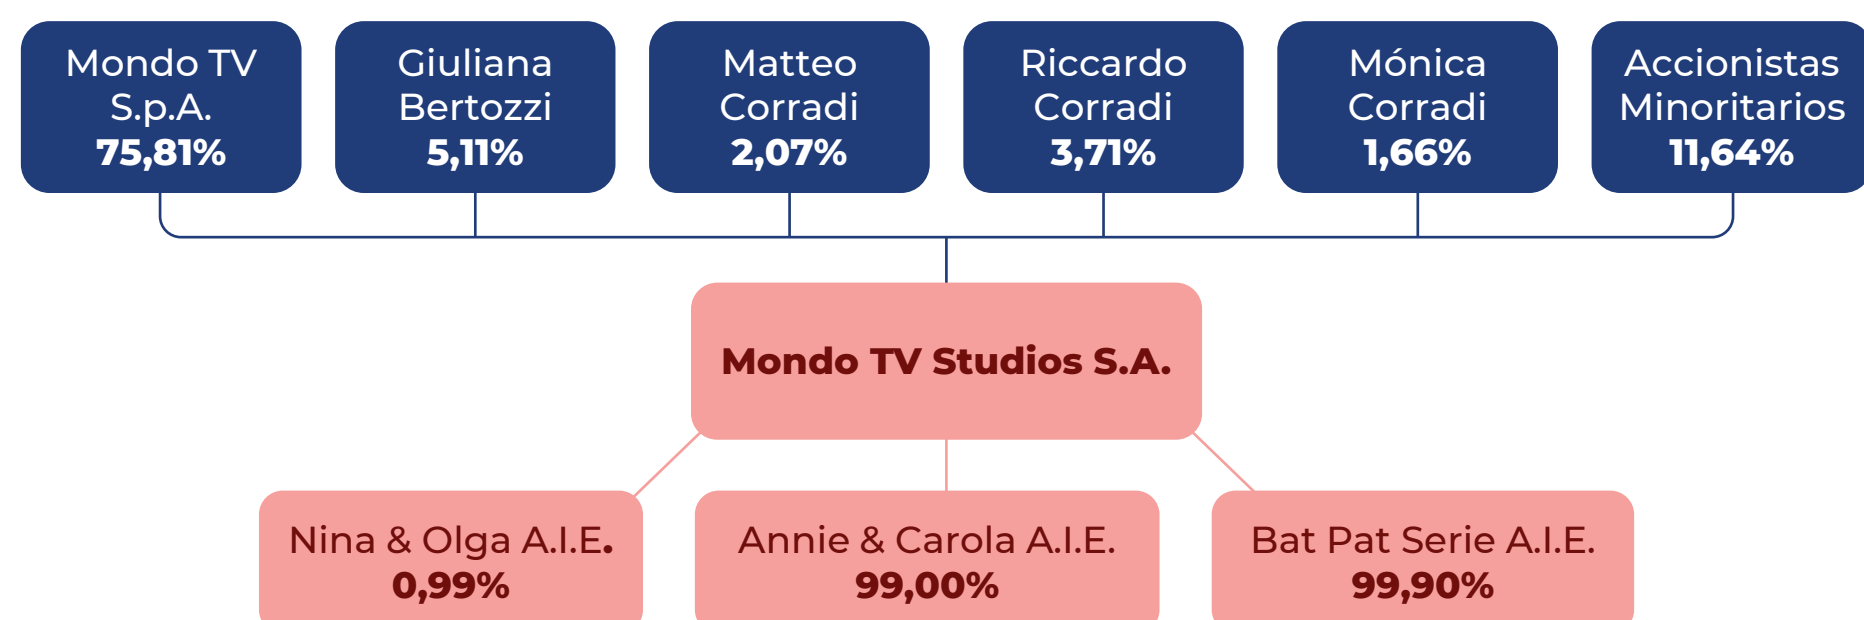 Mondo TV
S.p.A.
75,81%
Giuliana
Bertozzi
5,11%
Matteo
Corradi
2,07%
Riccardo
Corradi
3,71%
Mónica
Corradi
1,66%
Accionistas
Minoritarios
11,64%
Mondo TV Studios S.A.
Nina & Olga A.I.E.
0,99%
Annie & Carola A.I.E.
99,00%
Bat Pat Serie A.I.E.
99,90%